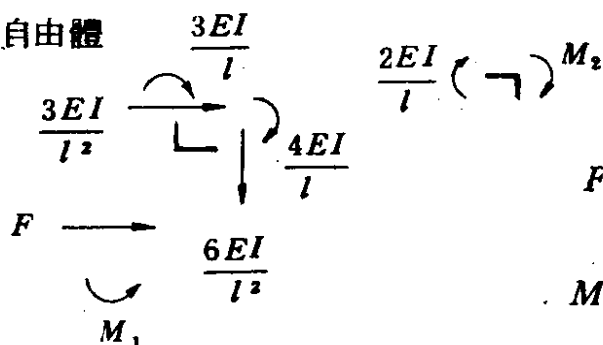 自由體
3EI/l
2EI/l
M₂
3EI/l²
4EI/l
F
F
6EI/l²
M
M₁